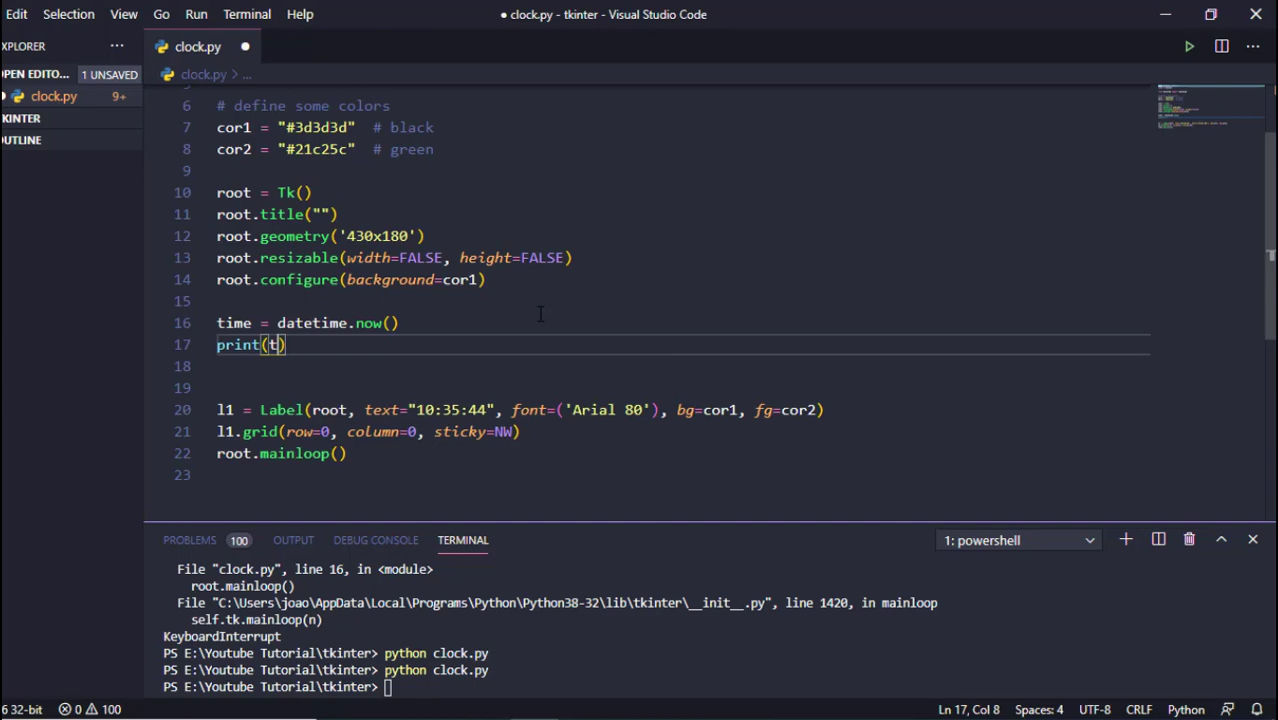 Edit Selection View Go Run Terminal Help
● clock.py - tkinter - Visual Studio Code
XPLORER
clock.py
OPEN EDITO... 1 UNSAVED
clock.py 9+
KINTER
OUTLINE
clock.py > ...
6 # define some colors
7 cor1 = "#3d3d3d" # black
8 cor2 = "#21c25c" # green
9
10 root = Tk()
11 root.title("")
12 root.geometry('430x180')
13 root.resizable(width=FALSE, height=FALSE)
14 root.configure(background=cor1)
15
16 time = datetime.now()
17 print(t)
18
19
20 l1 = Label(root, text="10:35:44", font=('Arial 80'), bg=cor1, fg=cor2)
21 l1.grid(row=0, column=0, sticky=NW)
22 root.mainloop()
23
PROBLEMS 100 OUTPUT DEBUG CONSOLE TERMINAL 1: powershell
File "clock.py", line 16, in <module>
root.mainloop()
File "C:\Users\joao\AppData\Local\Programs\Python\Python38-32\lib\tkinter\__init__.py", line 1420, in mainloop
self.tk.mainloop(n)
KeyboardInterrupt
PS E:\Youtube Tutorial\tkinter> python clock.py
PS E:\Youtube Tutorial\tkinter> python clock.py
PS E:\Youtube Tutorial\tkinter>
6 32-bit 0 100 Ln 17, Col 8 Spaces: 4 UTF-8 CRLF Python